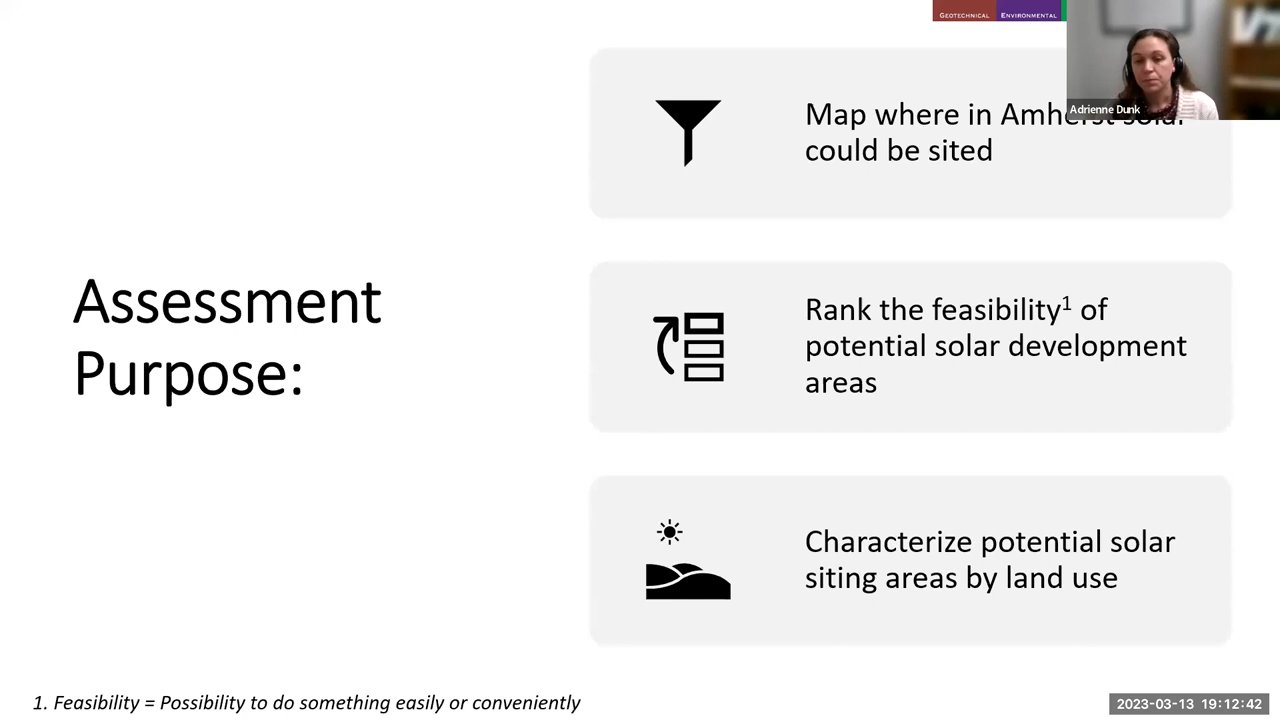 GEOTECHNICAL ENVIRONMENTAL
Adrienne Dunk
Map where in Amherst solar
could be sited
Assessment
Purpose:
Rank the feasibility¹ of
potential solar development
areas
Characterize potential solar
siting areas by land use
1. Feasibility = Possibility to do something easily or conveniently
2023-03-13 19:12:42